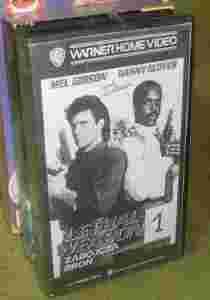 WARNER HOME VIDEO
MEL GIBSON DANNY GLOVER
LETHAL
WEAPON 1
ZABÓJCZA
BROŃ